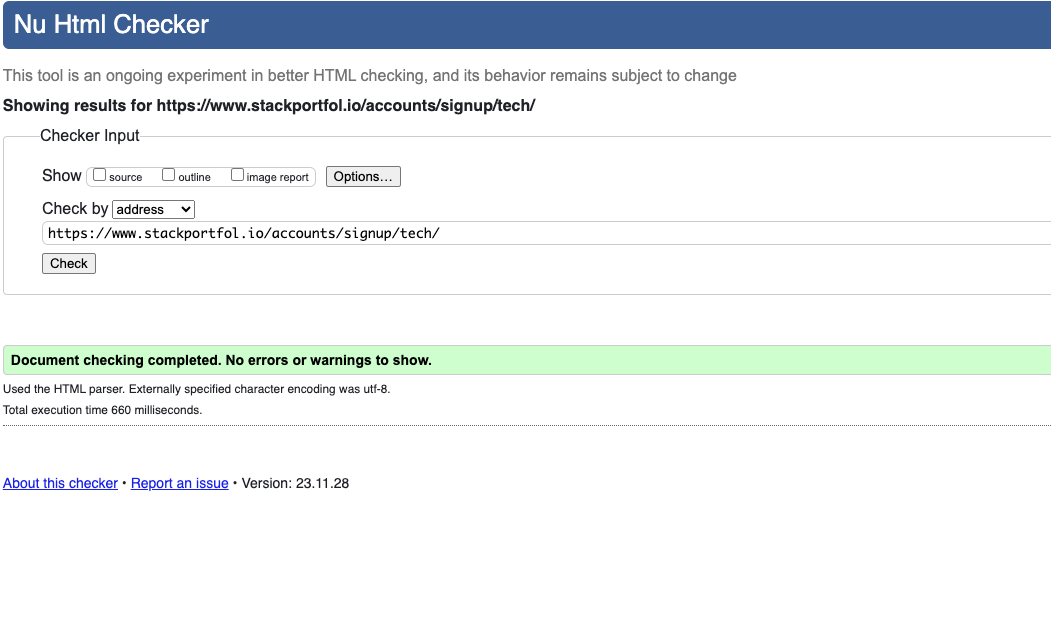 Nu Html Checker
This tool is an ongoing experiment in better HTML checking, and its behavior remains subject to change
Showing results for https://www.stackportfol.io/accounts/signup/tech/
Checker Input
Show source outline image report Options...
Check by address
https://www.stackportfol.io/accounts/signup/tech/
Check
Document checking completed. No errors or warnings to show.
Used the HTML parser. Externally specified character encoding was utf-8.
Total execution time 660 milliseconds.
About this checker • Report an issue • Version: 23.11.28